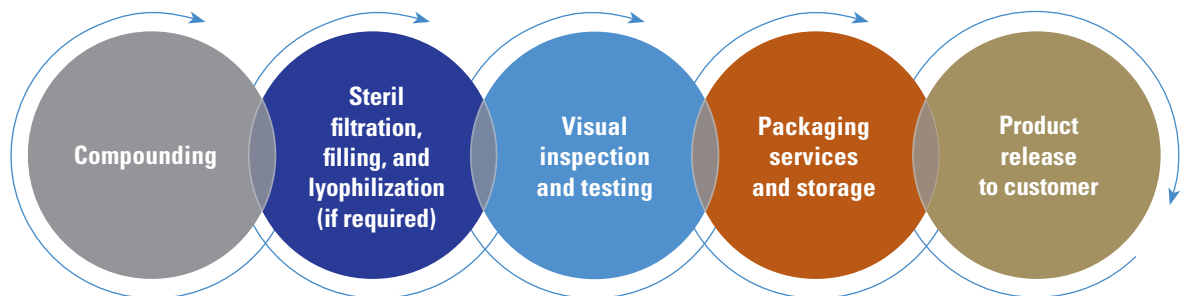 Compounding
Steril
filtration,
filling, and
lyophilization
(if required)
Visual
inspection
and testing
Packaging
services
and storage
Product
release
to customer